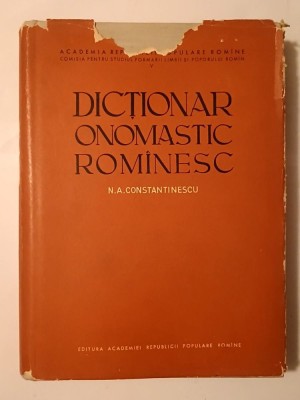 ACADEMIA REPUBLICII POPULARE ROMÎNE
COMISIA PENTRU STUDIUL FORMĂRII LIMBII ȘI POPORULUI ROMÎN
V
DICȚIONAR
ONOMASTIC
ROMÎNESC
N.A.CONSTANTINESCU
EDITURA ACADEMIEI REPUBLICII POPULARE ROMÎNE